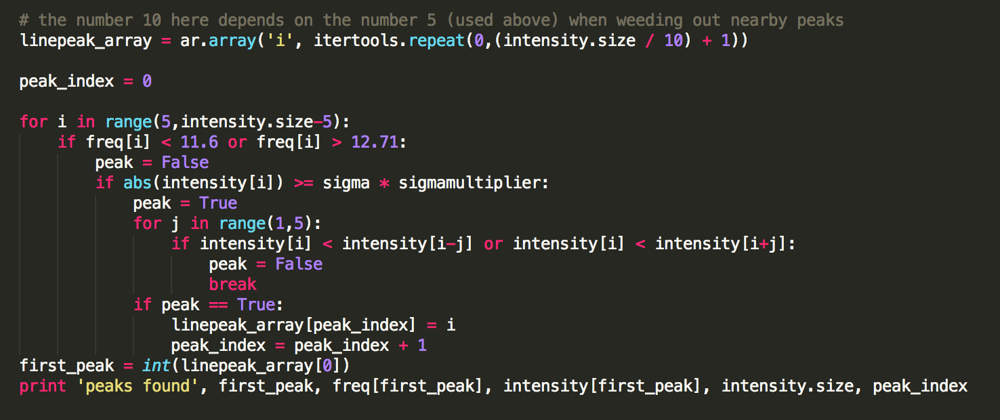 # the number 10 here depends on the number 5 (used above) when weeding out nearby peaks
linepeak_array = ar.array('i', itertools.repeat(0,(intensity.size / 10) + 1))

peak_index = 0

for i in range(5,intensity.size-5):
    if freq[i] < 11.6 or freq[i] > 12.71:
        peak = False
        if abs(intensity[i]) >= sigma * sigmamultiplier:
            peak = True
            for j in range(1,5):
                if intensity[i] < intensity[i-j] or intensity[i] < intensity[i+j]:
                    peak = False
                    break
            if peak == True:
                linepeak_array[peak_index] = i
                peak_index = peak_index + 1
first_peak = int(linepeak_array[0])
print 'peaks found', first_peak, freq[first_peak], intensity[first_peak], intensity.size, peak_index